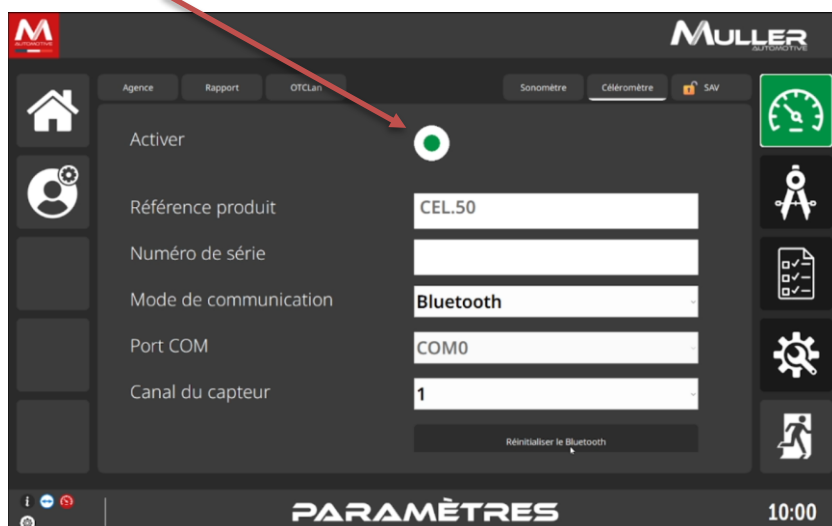 M
AUTOMOTIVE
MULLER
AUTOMOTIVE
Agence Rapport OTCLan Sonomètre Céléromètre SAV
Activer
Référence produit CEL.50
Numéro de série
Mode de communication Bluetooth
Port COM COM0
Canal du capteur 1
Réinitialiser le Bluetooth
i
PARAMÈTRES
10:00